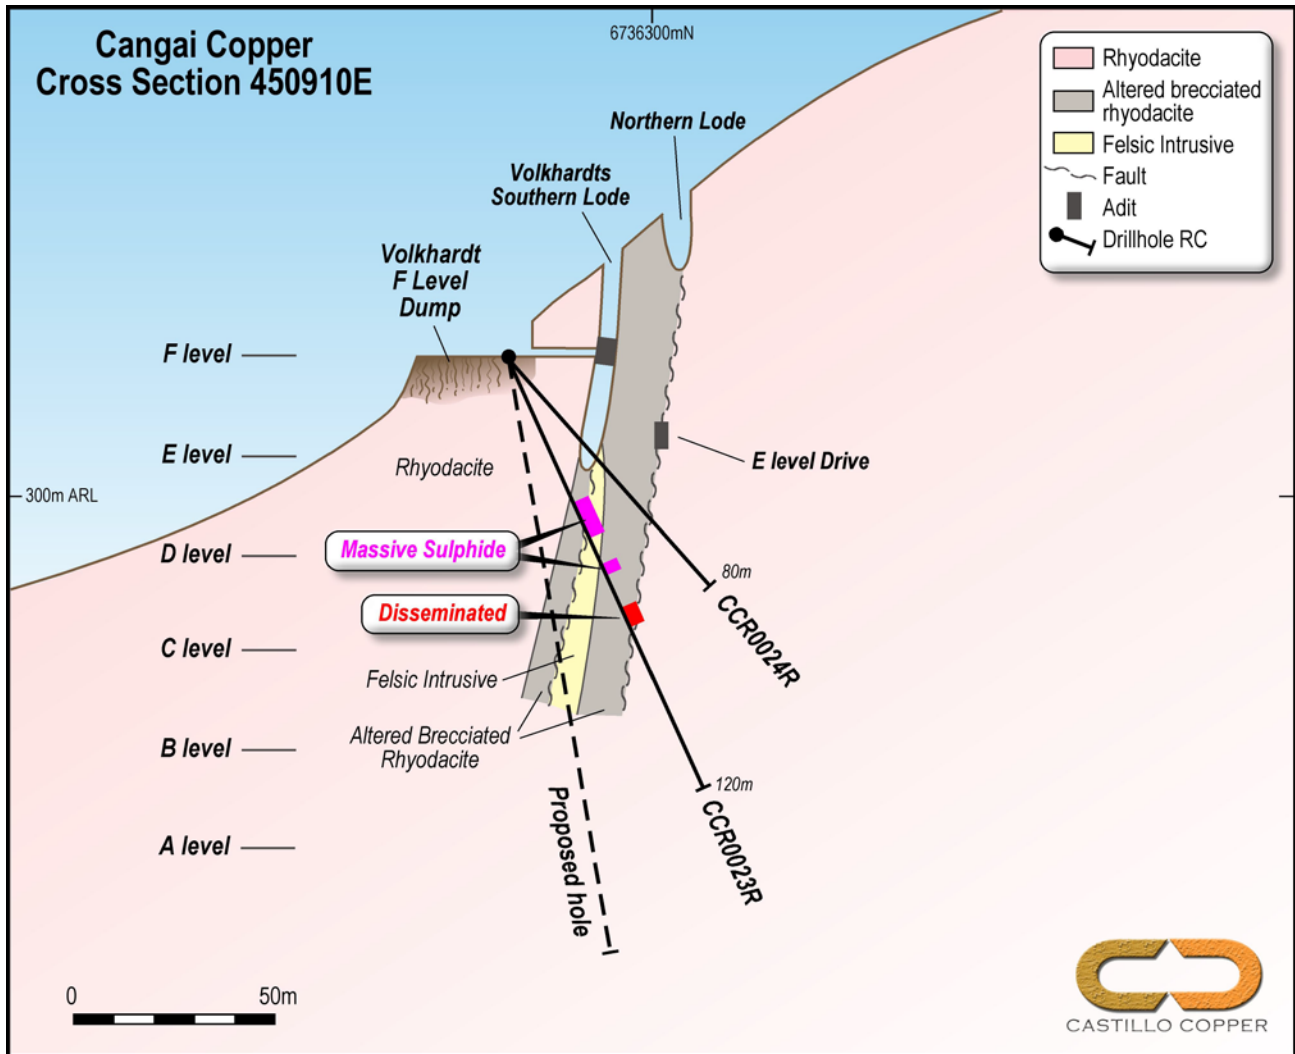 Cangai Copper
Cross Section 450910E
6736300mN
Rhyodacite
Altered brecciated
rhyodacite
Felsic Intrusive
Fault
Adit
Drillhole RC
Northern Lode
Volkhardts
Southern Lode
Volkhardt
F Level
Dump
F level
E level
Rhyodacite
E level Drive
300m ARL
D level
Massive Sulphide
80m
CCR0024R
Disseminated
C level
Felsic Intrusive
Altered Brecciated
Rhyodacite
B level
120m
CCR0023R
Proposed hole
A level
0 50m
CASTILLO COPPER